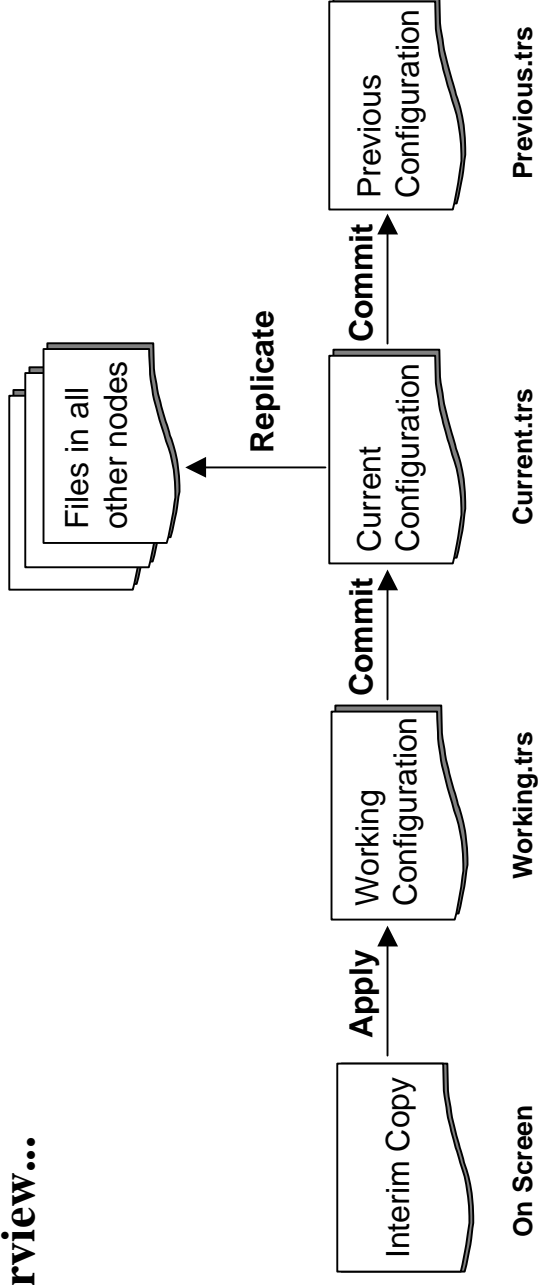 rview...
Files in all
other nodes
Replicate
Interim Copy
Apply
Working
Configuration
Commit
Current
Configuration
Commit
Previous
Configuration
On Screen
Working.trs
Current.trs
Previous.trs